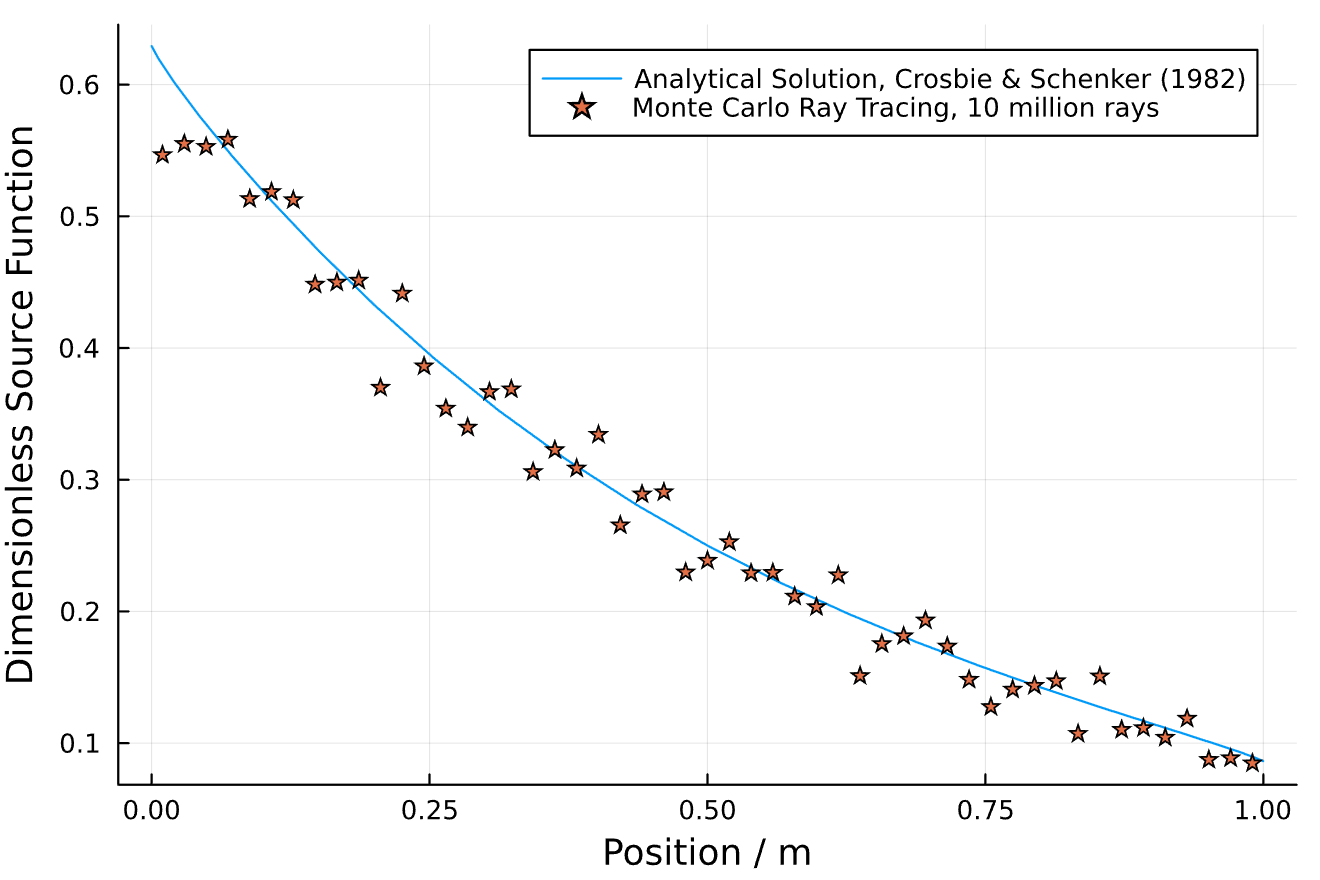 Analytical Solution, Crosbie & Schenker (1982)
Monte Carlo Ray Tracing, 10 million rays
Dimensionless Source Function
0.6
0.5
0.4
0.3
0.2
0.1
0.00 0.25 0.50 0.75 1.00
Position / m